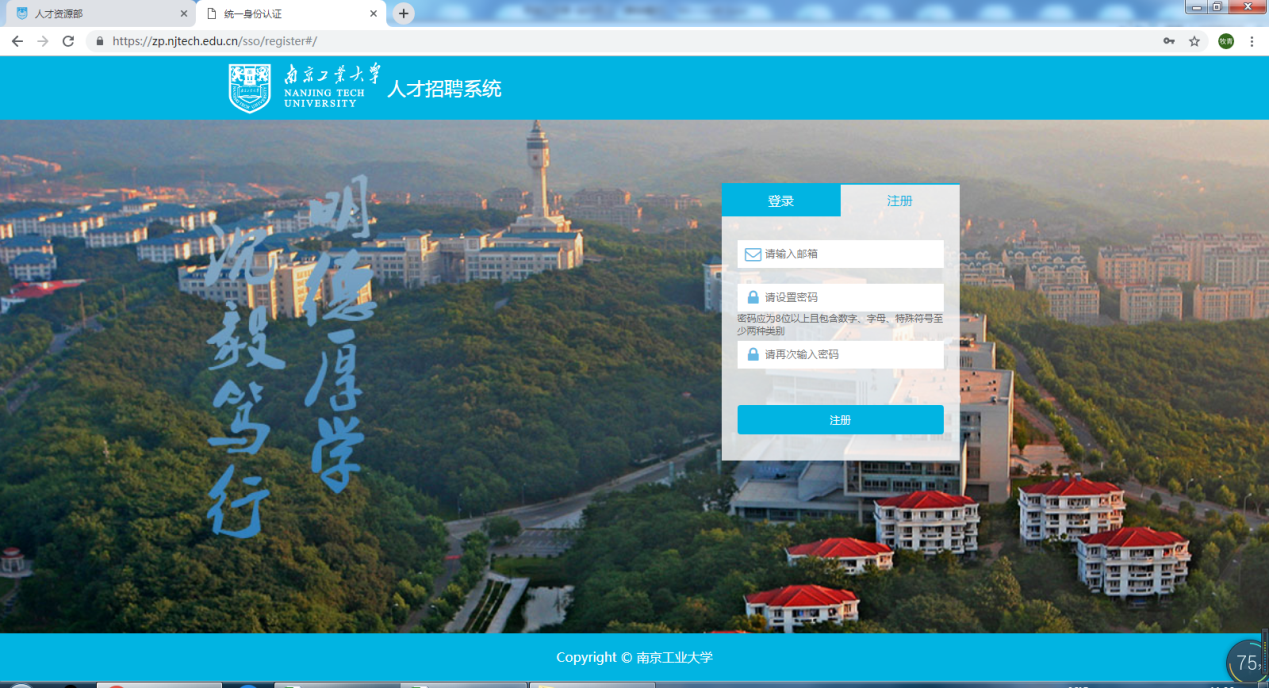 人才资源部
统一身份认证
https://zp.njtech.edu.cn/sso/register#/
牧青
南京工业大学
NANJING TECH
UNIVERSITY
人才招聘系统
明德厚学
沉毅笃行
登录
注册
请输入邮箱
请设置密码
密码应为8位以上且包含数字、字母、特殊符号至
少两种类别
请再次输入密码
注册
Copyright © 南京工业大学
75